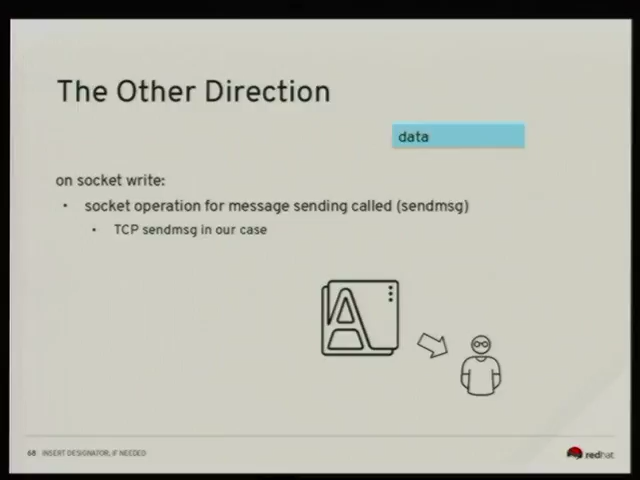 The Other Direction
data
on socket write:
• socket operation for message sending called (sendmsg)
• TCP sendmsg in our case
A
68 INSERT DESIGNATOR, IF NEEDED
redhat